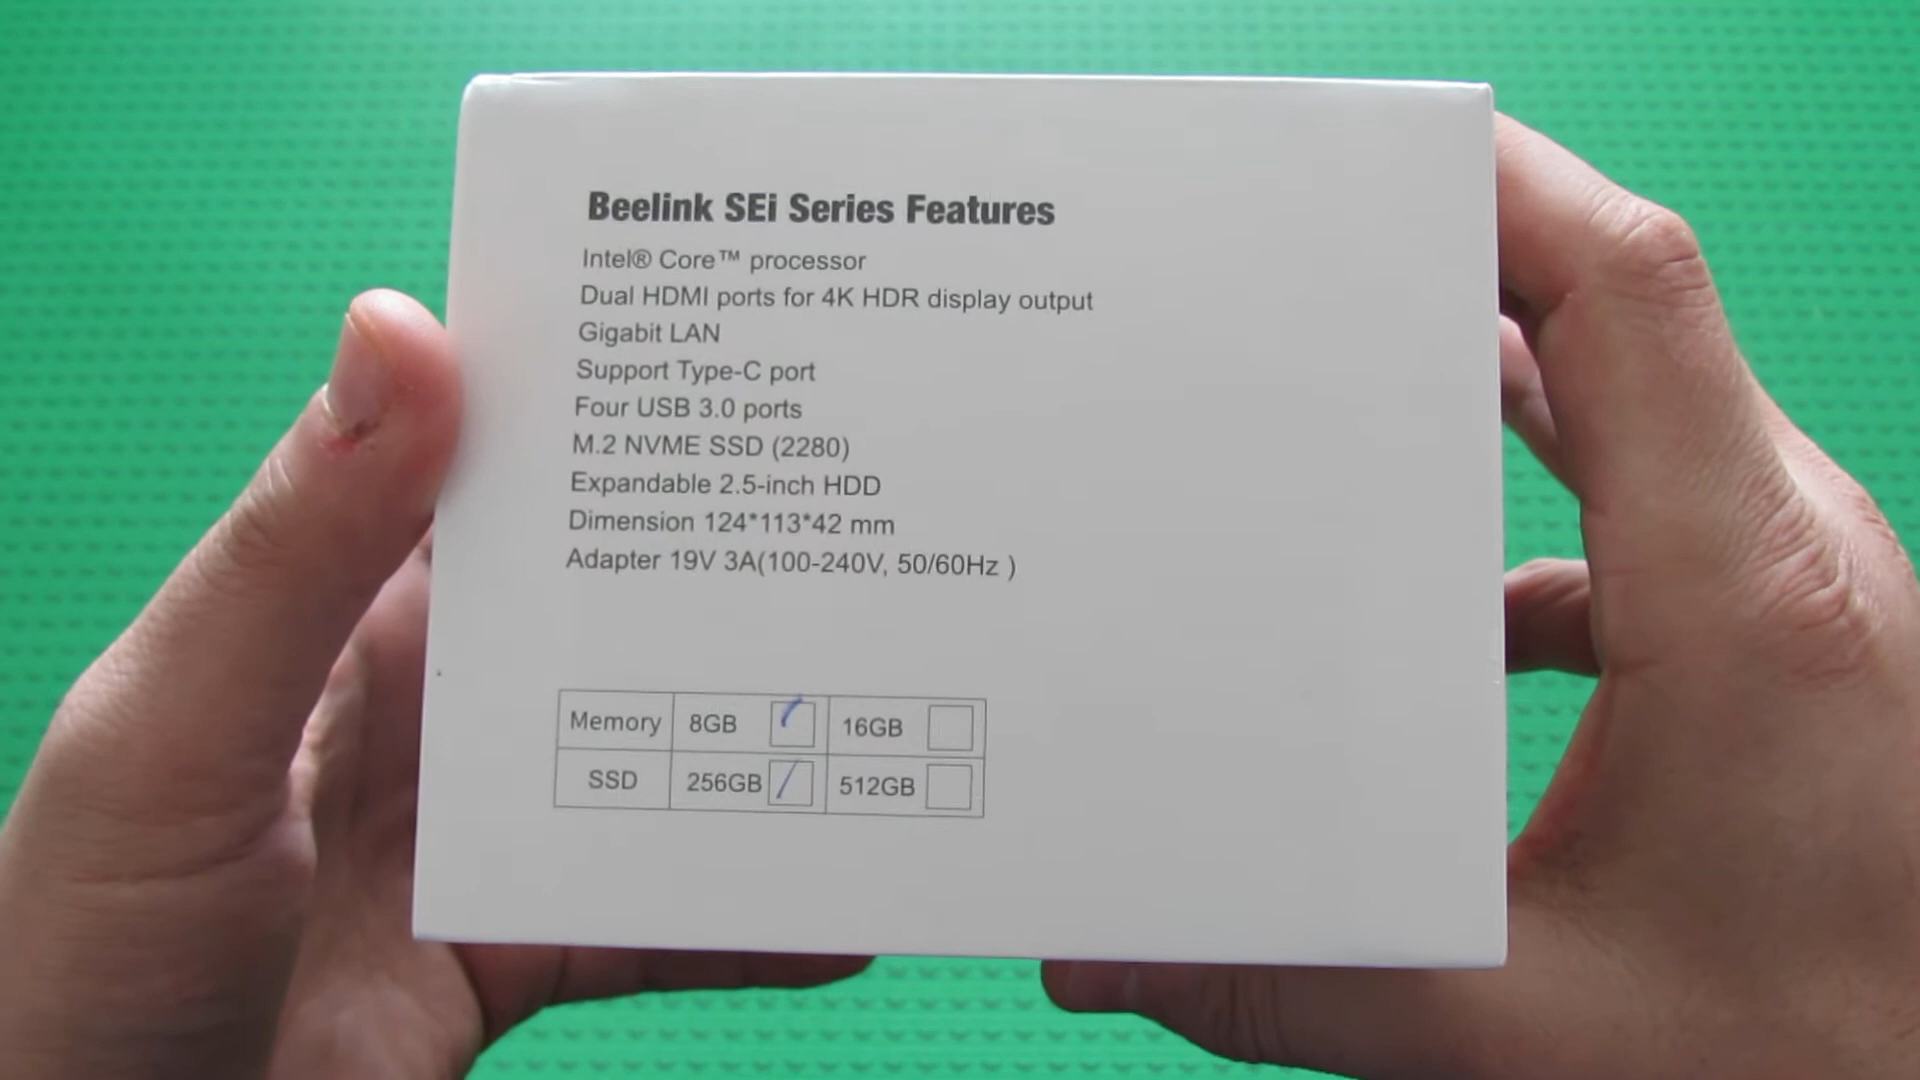 Beelink SEi Series Features
Intel® Core™ processor
Dual HDMI ports for 4K HDR display output
Gigabit LAN
Support Type-C port
Four USB 3.0 ports
M.2 NVME SSD (2280)
Expandable 2.5-inch HDD
Dimension 124*113*42 mm
Adapter 19V 3A(100-240V, 50/60Hz )
Memory 8GB 16GB
SSD 256GB 512GB